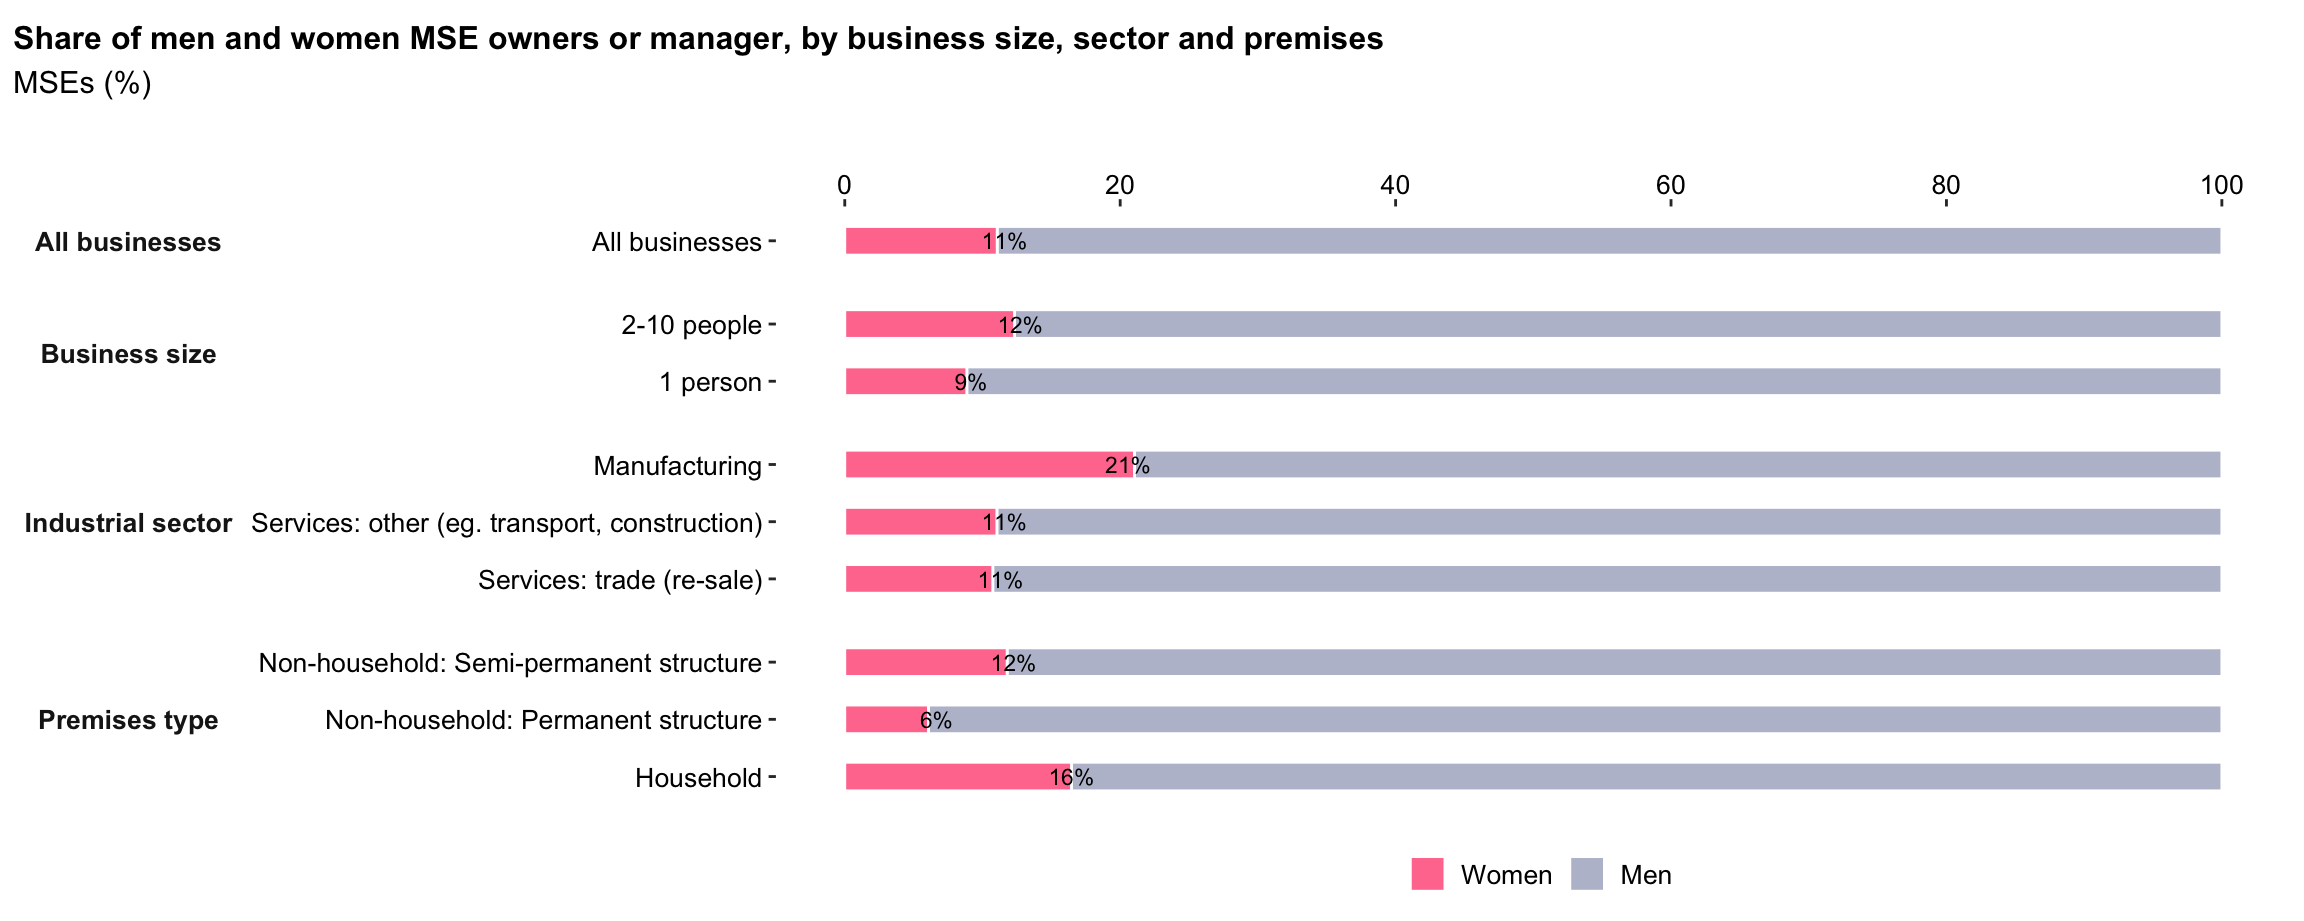 Share of men and women MSE owners or manager, by business size, sector and premises
MSEs (%)
0 20 40 60 80 100
All businesses All businesses 11%
2-10 people 12%
Business size
1 person 9%
Manufacturing 21%
Industrial sector Services: other (eg. transport, construction) 11%
Services: trade (re-sale) 11%
Non-household: Semi-permanent structure 12%
Premises type Non-household: Permanent structure 6%
Household 16%
Women Men